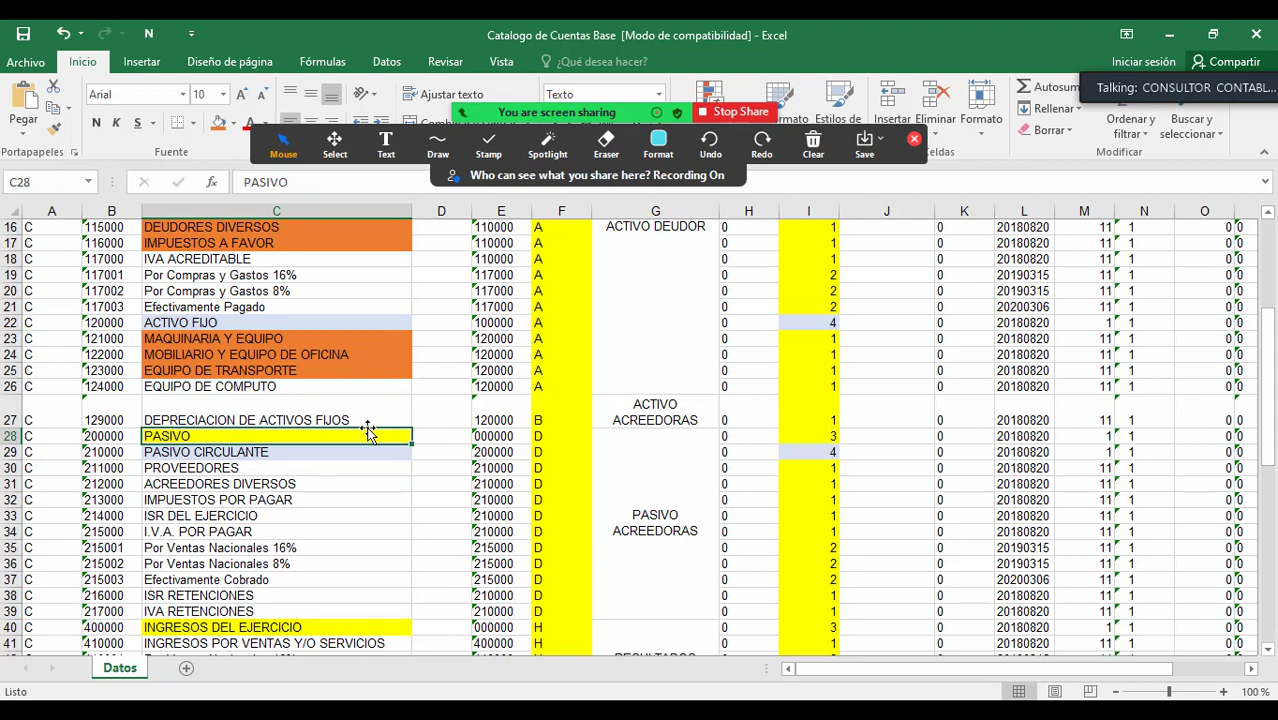 N
Catalogo de Cuentas Base [Modo de compatibilidad] - Excel
Archivo Inicio Insertar Diseño de página Fórmulas Datos Revisar Vista ¿Qué desea hacer? Iniciar sesión Compartir
Talking: CONSULTOR CONTABL...
Pegar Arial 10 Ajustar texto Texto Insertar Eliminar Formato Autosum
N K S Rellenar
Borrar Ordenar y filtrar Buscar y seleccionar
Estilos de
You are screen sharing Stop Share
Mouse Select Text Draw Stamp Spotlight Eraser Format Undo Redo Clear Save
Portapapeles Fuente Celdas Modificar
Who can see what you share here? Recording On
C28 fx PASIVO
A B C D E F G H I J K L M N O
16 C 115000 DEUDORES DIVERSOS 110000 A ACTIVO DEUDOR 0 1 0 20180820 11 1 0 0
17 C 116000 IMPUESTOS A FAVOR 110000 A 0 1 0 20180820 11 1 0 0
18 C 117000 IVA ACREDITABLE 110000 A 0 1 0 20180820 11 1 0 0
19 C 117001 Por Compras y Gastos 16% 117000 A 0 2 0 20190315 11 1 0 0
20 C 117002 Por Compras y Gastos 8% 117000 A 0 2 0 20190315 11 1 0 0
21 C 117003 Efectivamente Pagado 117000 A 0 2 0 20200306 11 1 0 0
22 C 120000 ACTIVO FIJO 100000 A 0 4 0 20180820 1 1 0 0
23 C 121000 MAQUINARIA Y EQUIPO 120000 A 0 1 0 20180820 11 1 0 0
24 C 122000 MOBILIARIO Y EQUIPO DE OFICINA 120000 A 0 1 0 20180820 11 1 0 0
25 C 123000 EQUIPO DE TRANSPORTE 120000 A 0 1 0 20180820 11 1 0 0
26 C 124000 EQUIPO DE COMPUTO 120000 A 0 1 0 20180820 11 1 0 0
27 C 129000 DEPRECIACION DE ACTIVOS FIJOS 120000 B ACTIVO ACREEDORAS 0 1 0 20180820 11 1 0 0
28 C 200000 PASIVO 000000 D 0 3 0 20180820 1 1 0 0
29 C 210000 PASIVO CIRCULANTE 200000 D 0 4 0 20180820 1 1 0 0
30 C 211000 PROVEEDORES 210000 D 0 1 0 20180820 11 1 0 0
31 C 212000 ACREEDORES DIVERSOS 210000 D 0 1 0 20180820 11 1 0 0
32 C 213000 IMPUESTOS POR PAGAR 210000 D 0 1 0 20180820 11 1 0 0
33 C 214000 ISR DEL EJERCICIO 210000 D PASIVO 0 1 0 20180820 11 1 0 0
34 C 215000 I.V.A. POR PAGAR 210000 D ACREEDORAS 0 1 0 20180820 11 1 0 0
35 C 215001 Por Ventas Nacionales 16% 215000 D 0 2 0 20190315 11 1 0 0
36 C 215002 Por Ventas Nacionales 8% 215000 D 0 2 0 20190315 11 1 0 0
37 C 215003 Efectivamente Cobrado 215000 D 0 2 0 20200306 11 1 0 0
38 C 216000 ISR RETENCIONES 210000 D 0 1 0 20180820 11 1 0 0
39 C 217000 IVA RETENCIONES 210000 D 0 1 0 20180820 11 1 0 0
40 C 400000 INGRESOS DEL EJERCICIO 000000 H 0 3 0 20180820 1 1 0 0
41 C 410000 INGRESOS POR VENTAS Y/O SERVICIOS 400000 H 0 1 0 20180820 11 1 0 0
Datos
Listo 100 %